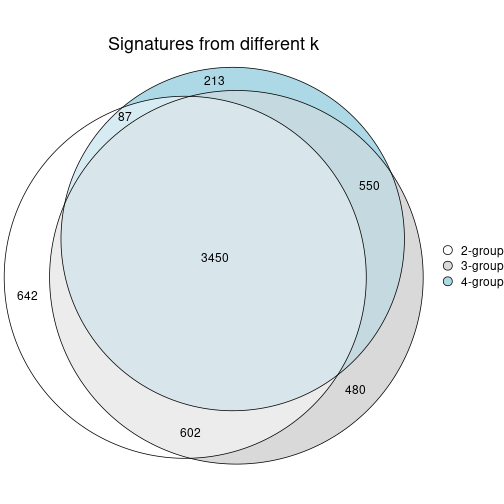 Signatures from different k
213
87
550
3450
642
480
602
2-group
3-group
4-group